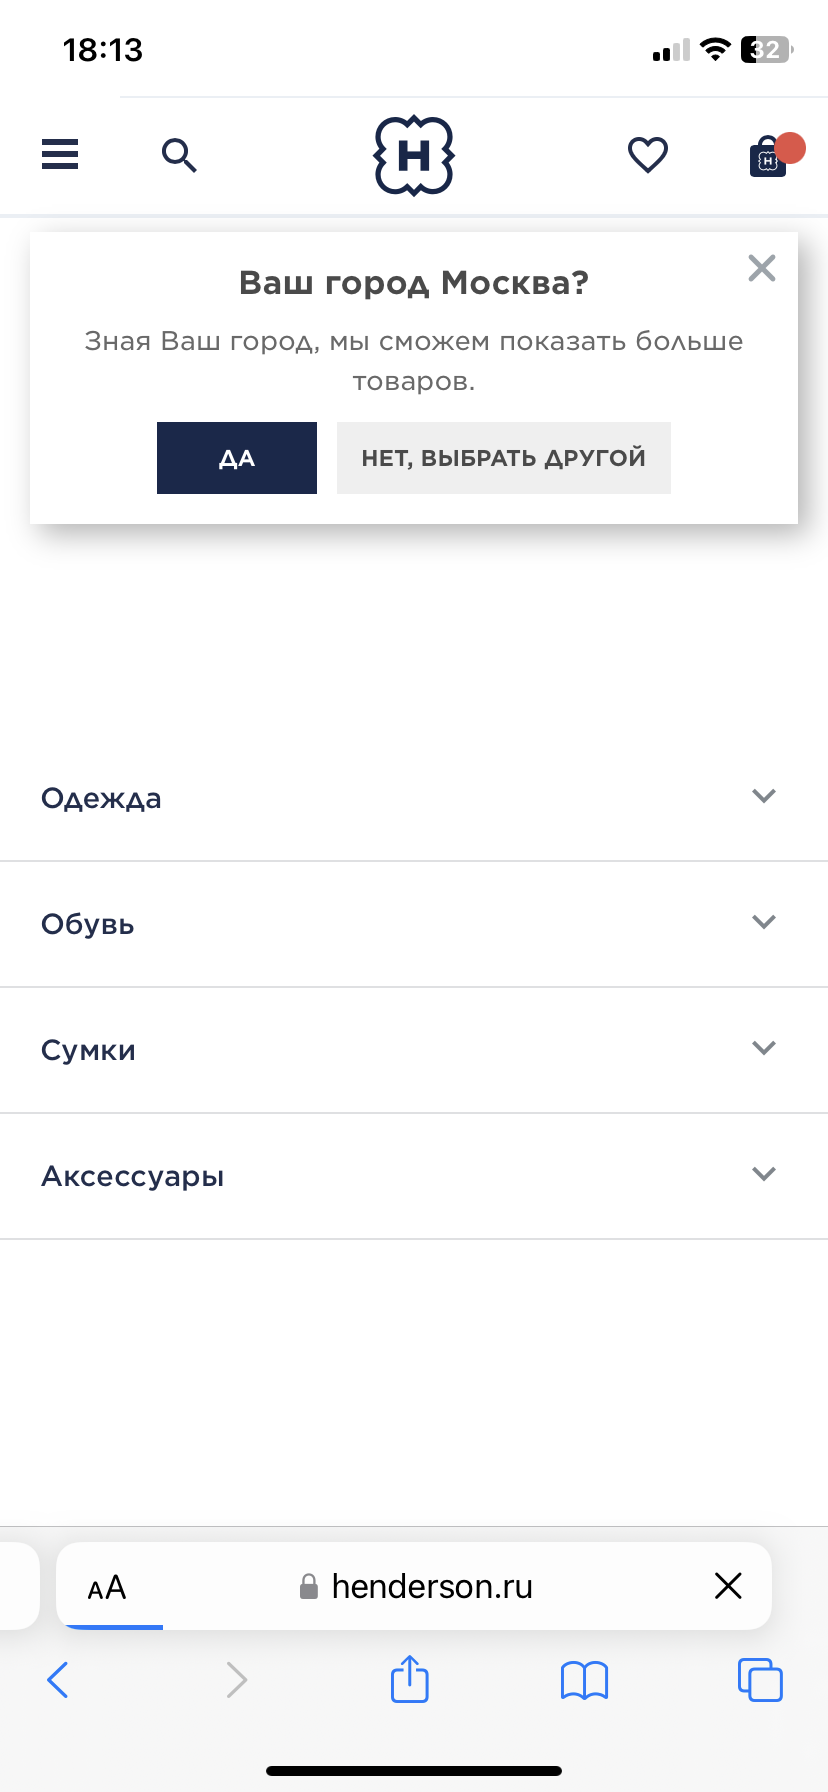 18:13
32
H
H
Ваш город Москва?
Зная Ваш город, мы сможем показать больше
товаров.
ДА
НЕТ, ВЫБРАТЬ ДРУГОЙ
Одежда
Обувь
Сумки
Аксессуары
AA
henderson.ru